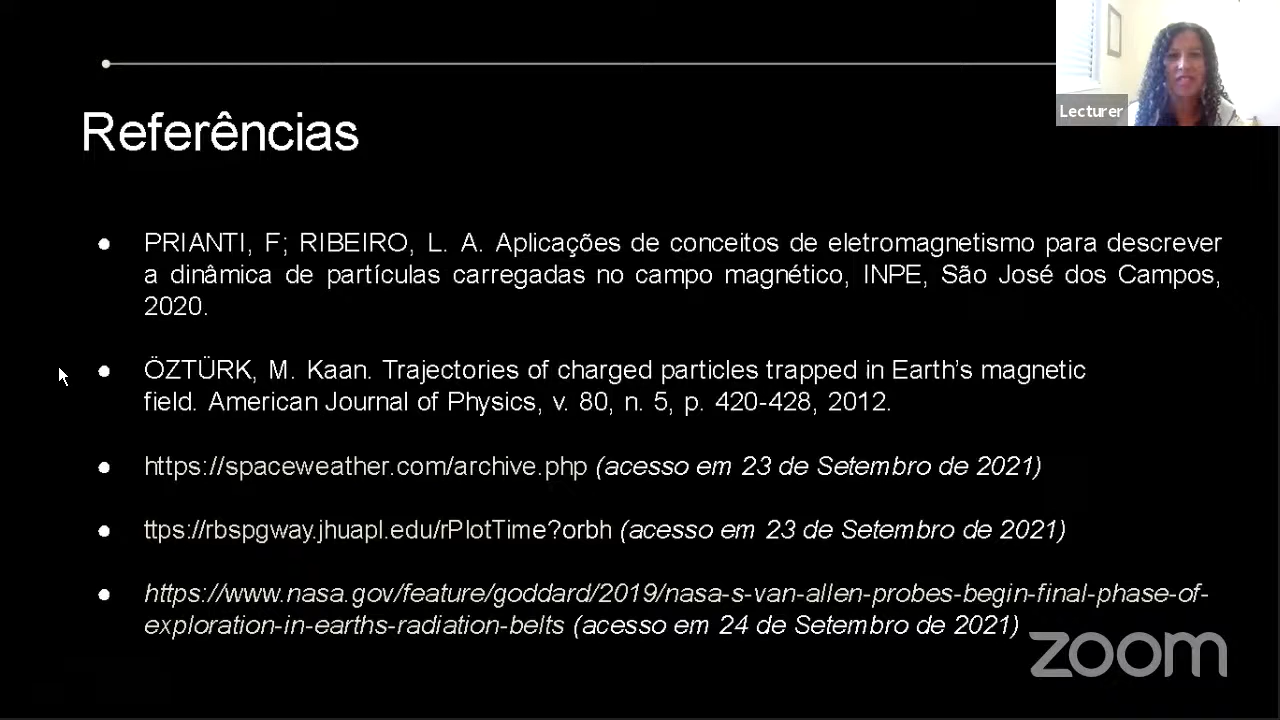 Lecturer
Referências
● PRIANTI, F; RIBEIRO, L. A. Aplicações de conceitos de eletromagnetismo para descrever
a dinâmica de partículas carregadas no campo magnético, INPE, São José dos Campos,
2020.
● ÖZTÜRK, M. Kaan. Trajectories of charged particles trapped in Earth’s magnetic
field. American Journal of Physics, v. 80, n. 5, p. 420-428, 2012.
● https://spaceweather.com/archive.php (acesso em 23 de Setembro de 2021)
● ttps://rbspgway.jhuapl.edu/rPlotTime?orbh (acesso em 23 de Setembro de 2021)
● https://www.nasa.gov/feature/goddard/2019/nasa-s-van-allen-probes-begin-final-phase-of-
exploration-in-earths-radiation-belts (acesso em 24 de Setembro de 2021)
zoom